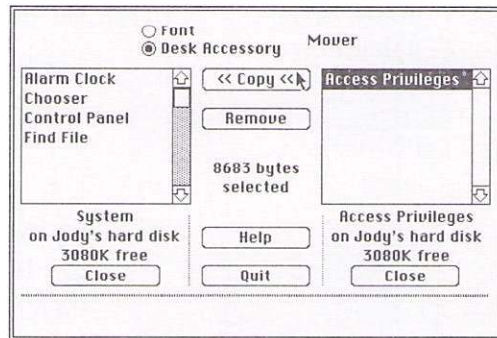 Font
Desk Accessory
Mover
Alarm Clock
Chooser
Control Panel
Find File
<< Copy <<
Remove
8683 bytes
selected
Access Privileges
System
on Jody's hard disk
3080K free
Close
Help
Quit
Access Privileges
on Jody's hard disk
3080K free
Close